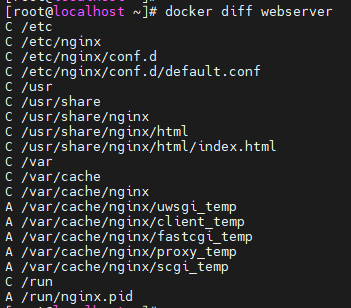 [root@localhost ~]# docker diff webserver
C /etc
C /etc/nginx
C /etc/nginx/conf.d
C /etc/nginx/conf.d/default.conf
C /usr
C /usr/share
C /usr/share/nginx
C /usr/share/nginx/html
C /usr/share/nginx/html/index.html
C /var
C /var/cache
C /var/cache/nginx
A /var/cache/nginx/uwsgi_temp
A /var/cache/nginx/client_temp
A /var/cache/nginx/fastcgi_temp
A /var/cache/nginx/proxy_temp
A /var/cache/nginx/scgi_temp
C /run
A /run/nginx.pid